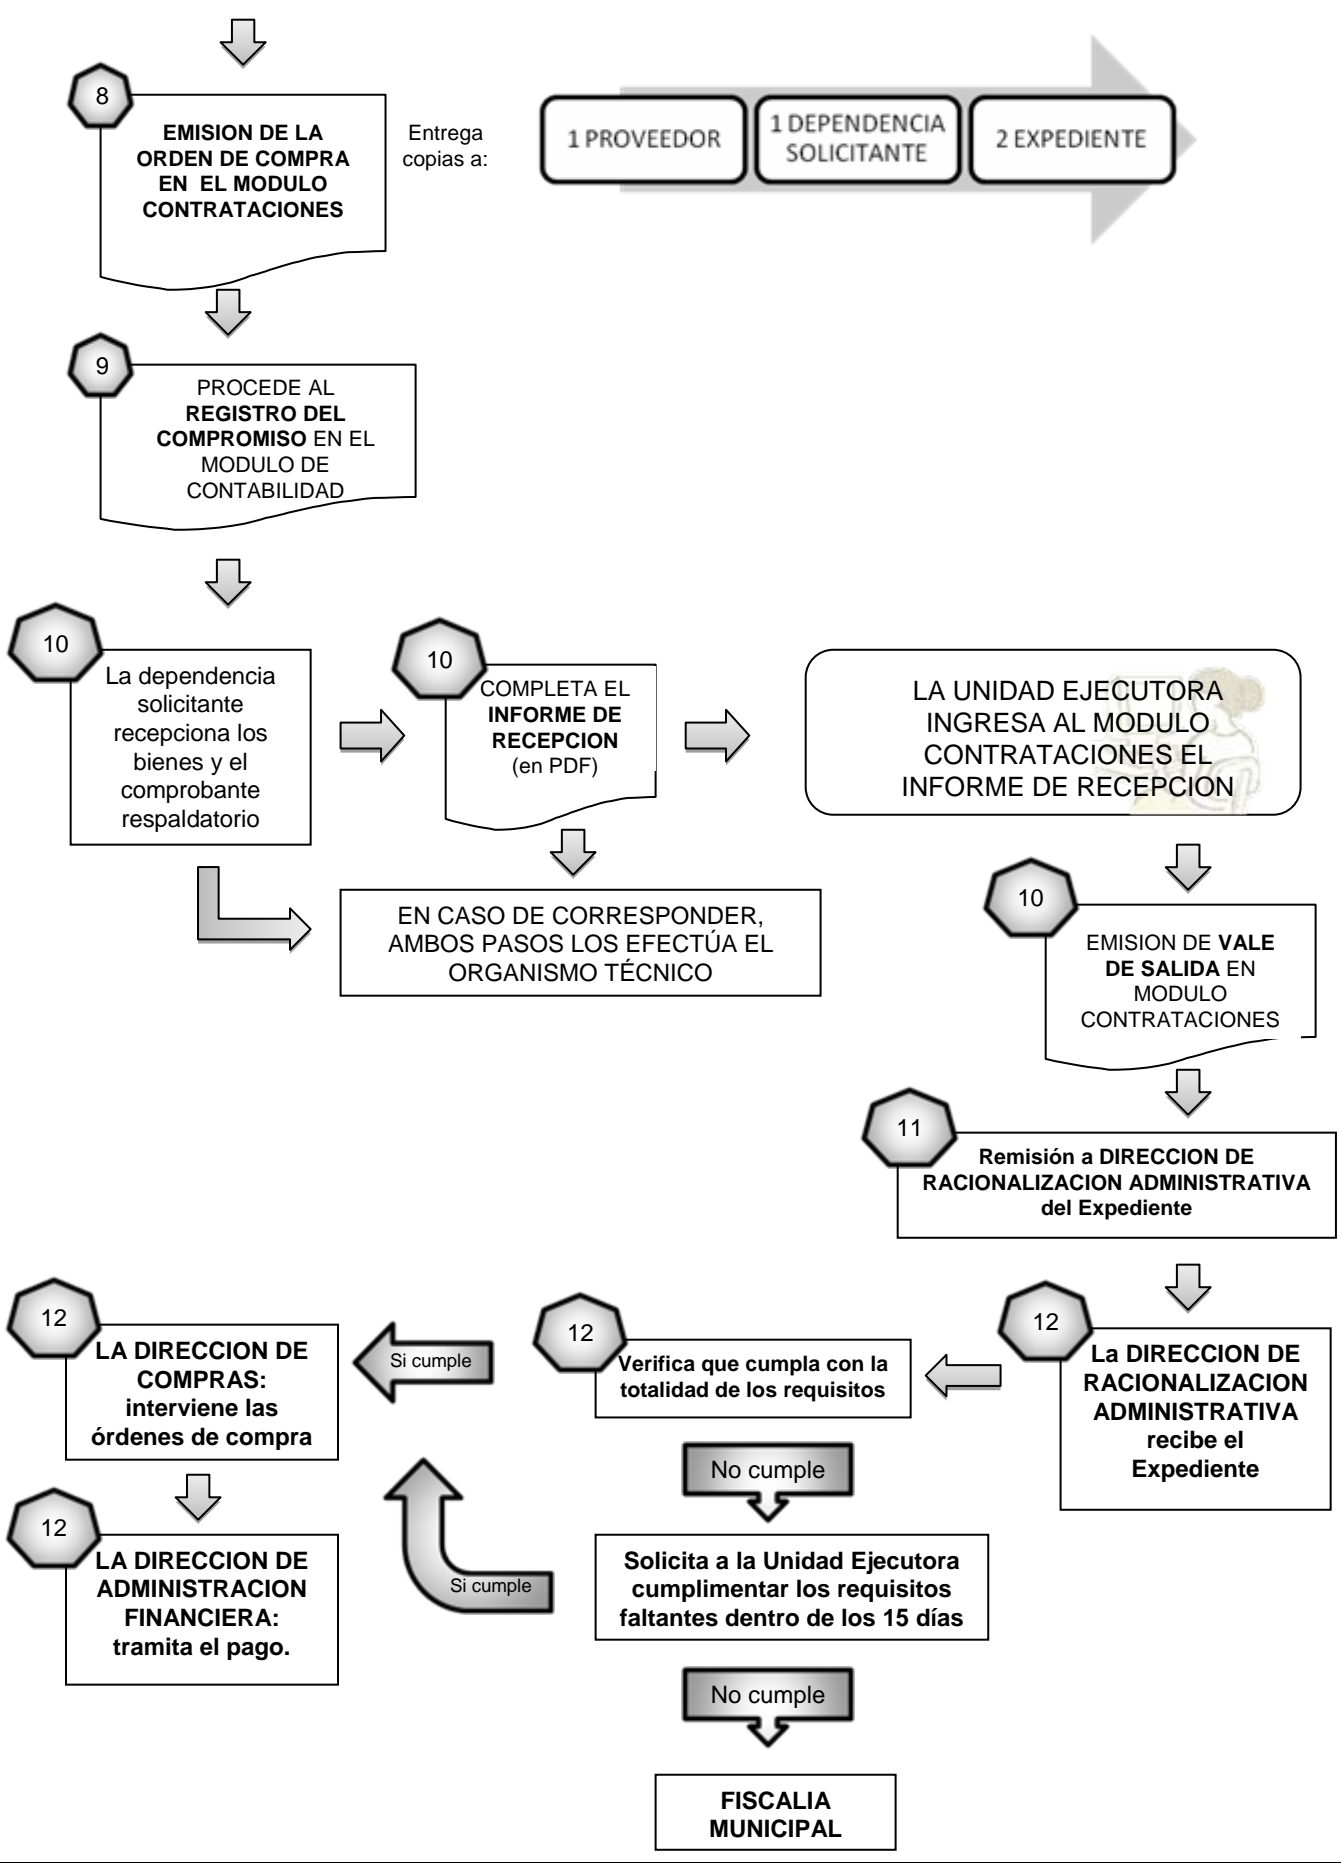 8
EMISION DE LA
ORDEN DE COMPRA
EN EL MODULO
CONTRATACIONES
Entrega
copias a:
1 PROVEEDOR
1 DEPENDENCIA
SOLICITANTE
2 EXPEDIENTE
9
PROCEDE AL
REGISTRO DEL
COMPROMISO EN EL
MODULO DE
CONTABILIDAD
10
La dependencia
solicitante
recepciona los
bienes y el
comprobante
respaldatorio
10
COMPLETA EL
INFORME DE
RECEPCION
(en PDF)
LA UNIDAD EJECUTORA
INGRESA AL MODULO
CONTRATACIONES EL
INFORME DE RECEPCION
EN CASO DE CORRESPONDER,
AMBOS PASOS LOS EFECTÚA EL
ORGANISMO TÉCNICO
10
EMISION DE VALE
DE SALIDA EN
MODULO
CONTRATACIONES
11
Remisión a DIRECCION DE
RACIONALIZACION ADMINISTRATIVA
del Expediente
12
La DIRECCION DE
RACIONALIZACION
ADMINISTRATIVA
recibe el
Expediente
12
Verifica que cumpla con la
totalidad de los requisitos
Si cumple
12
LA DIRECCION DE
COMPRAS:
interviene las
órdenes de compra
No cumple
Solicita a la Unidad Ejecutora
cumplimentar los requisitos
faltantes dentro de los 15 días
Si cumple
12
LA DIRECCION DE
ADMINISTRACION
FINANCIERA:
tramita el pago.
No cumple
FISCALIA
MUNICIPAL